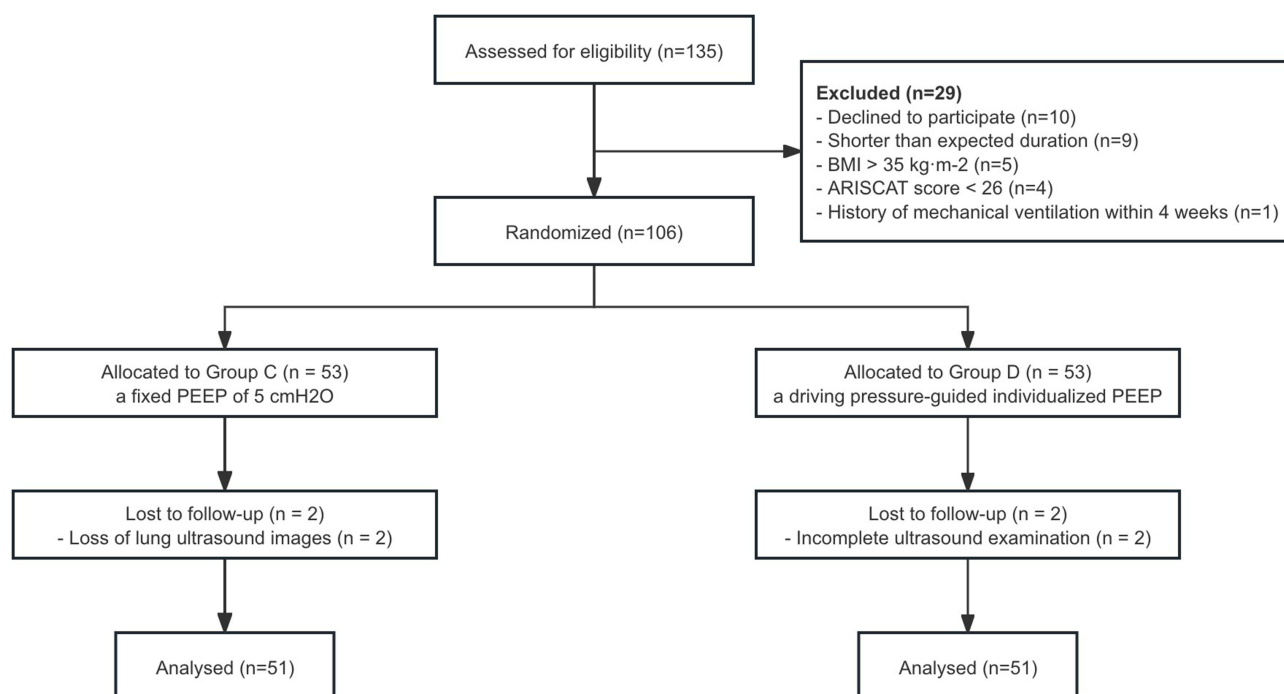 Assessed for eligibility (n=135)
Excluded (n=29)
- Declined to participate (n=10)
- Shorter than expected duration (n=9)
- BMI > 35 kg·m-2 (n=5)
- ARISCAT score < 26 (n=4)
- History of mechanical ventilation within 4 weeks (n=1)
Randomized (n=106)
Allocated to Group C (n = 53)
a fixed PEEP of 5 cmH2O
Allocated to Group D (n = 53)
a driving pressure-guided individualized PEEP
Lost to follow-up (n = 2)
- Loss of lung ultrasound images (n = 2)
Lost to follow-up (n = 2)
- Incomplete ultrasound examination (n = 2)
Analysed (n=51)
Analysed (n=51)